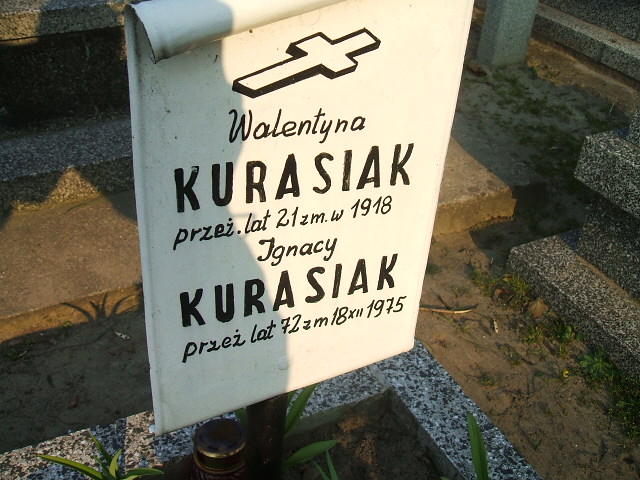 Walentyna
KURASIAK
przeż. lat 21 zm. w 1918
Ignacy
KURASIAK
przeż lat 72 zm 18 XII 1975